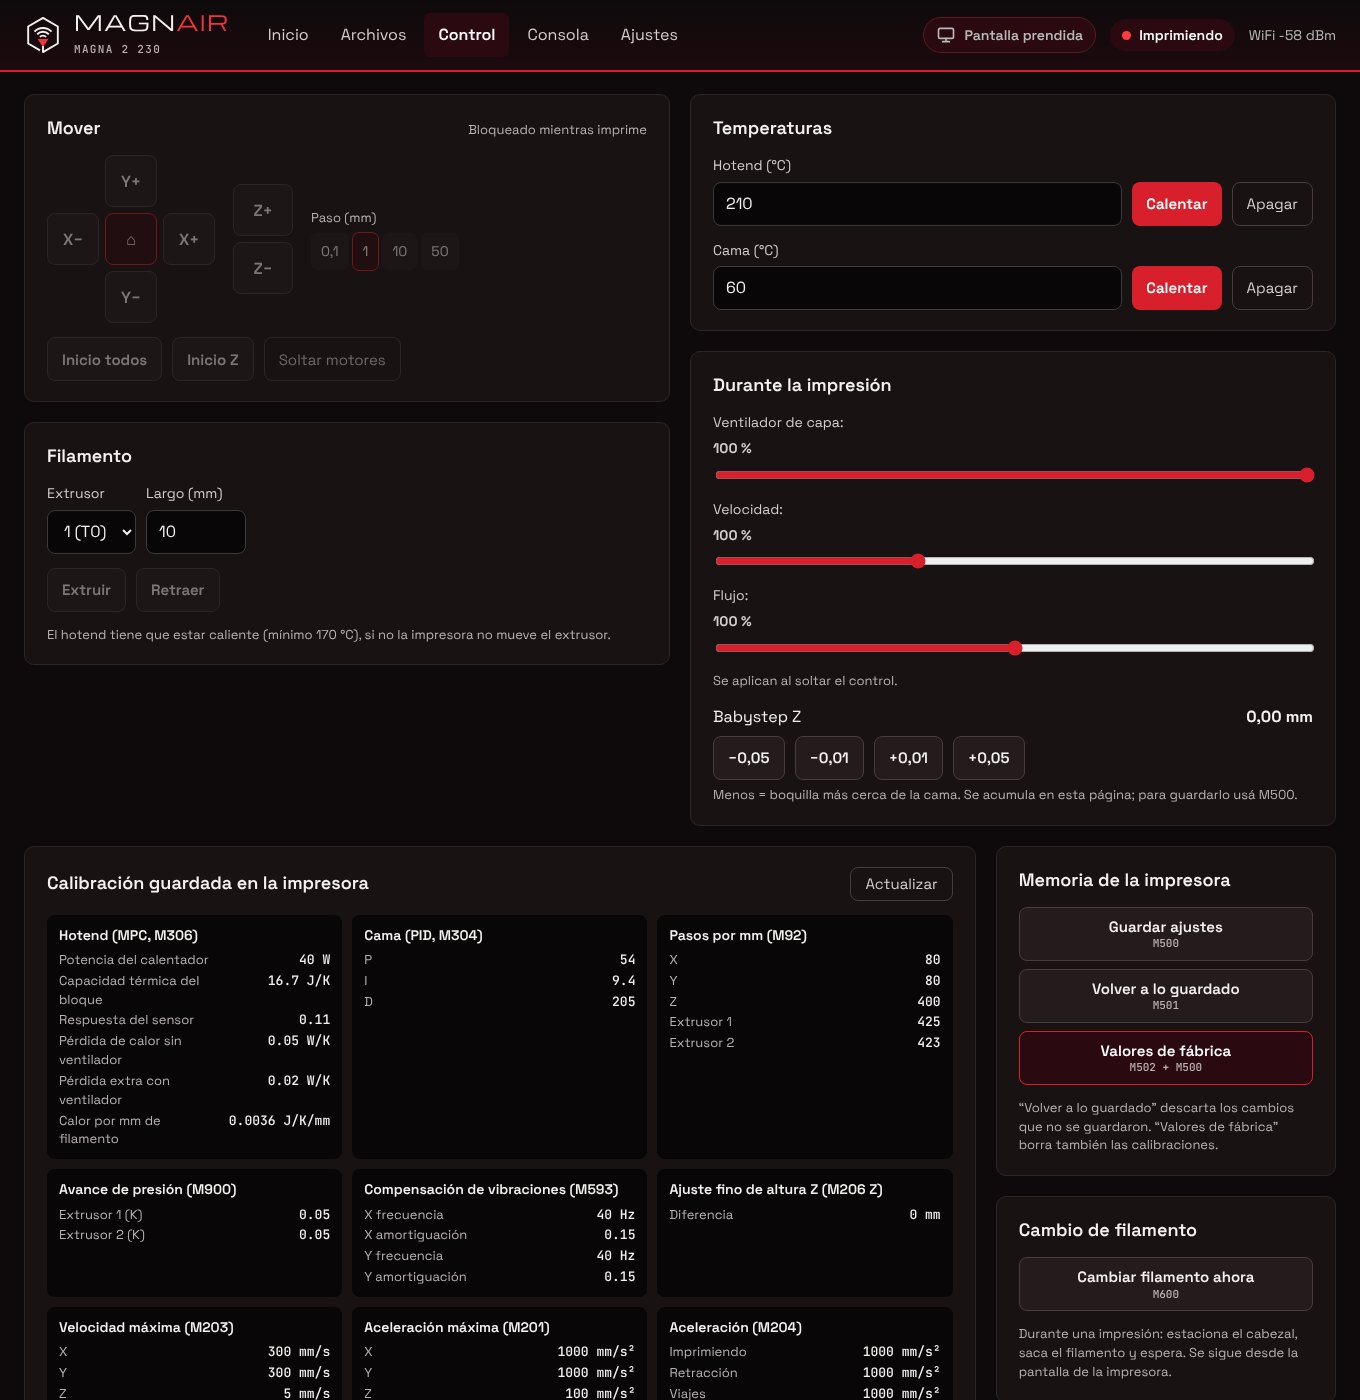 MAGNAIR
MAGNA 2 230
Inicio
Archivos
Control
Consola
Ajustes
Pantalla prendida
Imprimiendo
WiFi -58 dBm
Mover
Bloqueado mientras imprime
Y+
X-
⌂
X+
Y-
Z+
Z-
Paso (mm)
0,1
1
10
50
Inicio todos
Inicio Z
Soltar motores
Filamento
Extrusor
Largo (mm)
1 (T0)
10
Extruir
Retraer
El hotend tiene que estar caliente (mínimo 170 °C), si no la impresora no mueve el extrusor.
Temperaturas
Hotend (°C)
210
Calentar
Apagar
Cama (°C)
60
Calentar
Apagar
Durante la impresión
Ventilador de capa:
100 %
Velocidad:
100 %
Flujo:
100 %
Se aplican al soltar el control.
Babystep Z
0,00 mm
-0,05
-0,01
+0,01
+0,05
Menos = boquilla más cerca de la cama. Se acumula en esta página; para guardarlo usá M500.
Calibración guardada en la impresora
Actualizar
Hotend (MPC, M306)
Potencia del calentador 40 W
Capacidad térmica del 16.7 J/K
bloque
Respuesta del sensor 0.11
Pérdida de calor sin 0.05 W/K
ventilador
Pérdida extra con 0.02 W/K
ventilador
Calor por mm de 0.0036 J/K/mm
filamento
Cama (PID, M304)
P 54
I 9.4
D 205
Pasos por mm (M92)
X 80
Y 80
Z 400
Extrusor 1 425
Extrusor 2 423
Avance de presión (M900)
Extrusor 1 (K) 0.05
Extrusor 2 (K) 0.05
Compensación de vibraciones (M593)
X frecuencia 40 Hz
X amortiguación 0.15
Y frecuencia 40 Hz
Y amortiguación 0.15
Ajuste fino de altura Z (M206 Z)
Diferencia 0 mm
Velocidad máxima (M203)
X 300 mm/s
Y 300 mm/s
Z 5 mm/s
Aceleración máxima (M201)
X 1000 mm/s²
Y 1000 mm/s²
Z 100 mm/s²
Aceleración (M204)
Imprimiendo 1000 mm/s²
Retracción 1000 mm/s²
Viajes 1000 mm/s²
Memoria de la impresora
Guardar ajustes
M500
Volver a lo guardado
M501
Valores de fábrica
M502 + M500
“Volver a lo guardado” descarta los cambios
que no se guardaron. “Valores de fábrica”
borra también las calibraciones.
Cambio de filamento
Cambiar filamento ahora
M600
Durante una impresión: estaciona el cabezal,
saca el filamento y espera. Se sigue desde la
pantalla de la impresora.